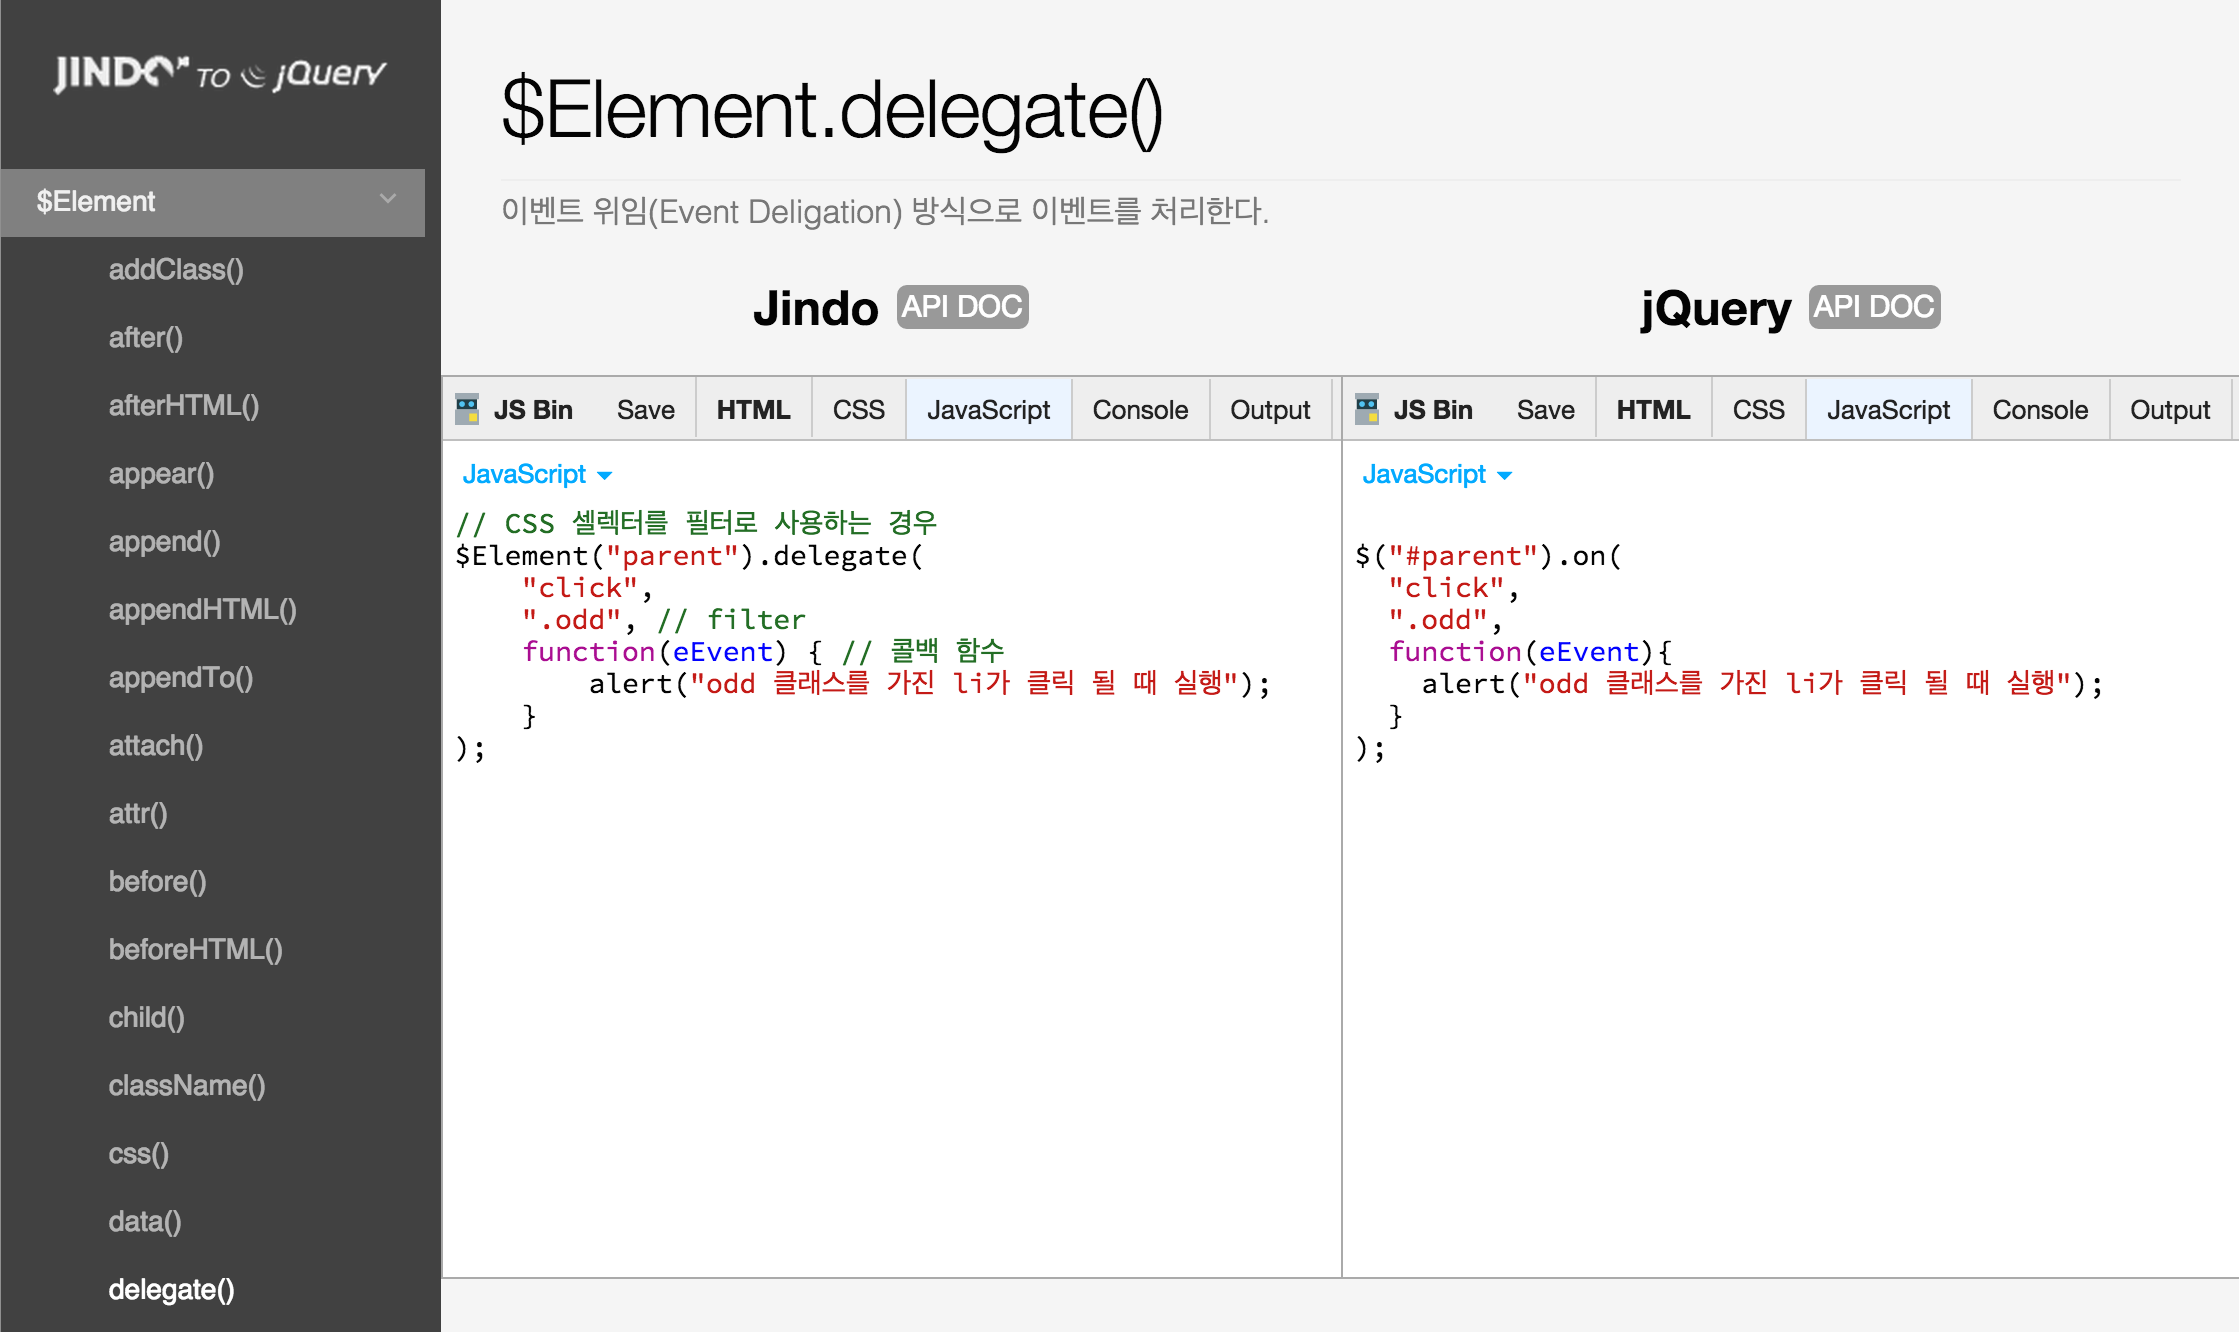 JINDO TO jQuery
$Element
addClass()
after()
afterHTML()
appear()
append()
appendHTML()
appendTo()
attach()
attr()
before()
beforeHTML()
child()
className()
css()
data()
delegate()
$Element.delegate()
이벤트 위임(Event Deligation) 방식으로 이벤트를 처리한다.
Jindo API DOC
JS Bin Save HTML CSS JavaScript Console Output
JavaScript
// CSS 셀렉터를 필터로 사용하는 경우
$Element("parent").delegate(
    "click",
    ".odd", // filter
    function(eEvent) { // 콜백 함수
        alert("odd 클래스를 가진 li가 클릭 될 때 실행");
    }
);
jQuery API DOC
JS Bin Save HTML CSS JavaScript Console Output
JavaScript
$("#parent").on(
  "click",
  ".odd",
  function(eEvent){
    alert("odd 클래스를 가진 li가 클릭 될 때 실행");
  }
);